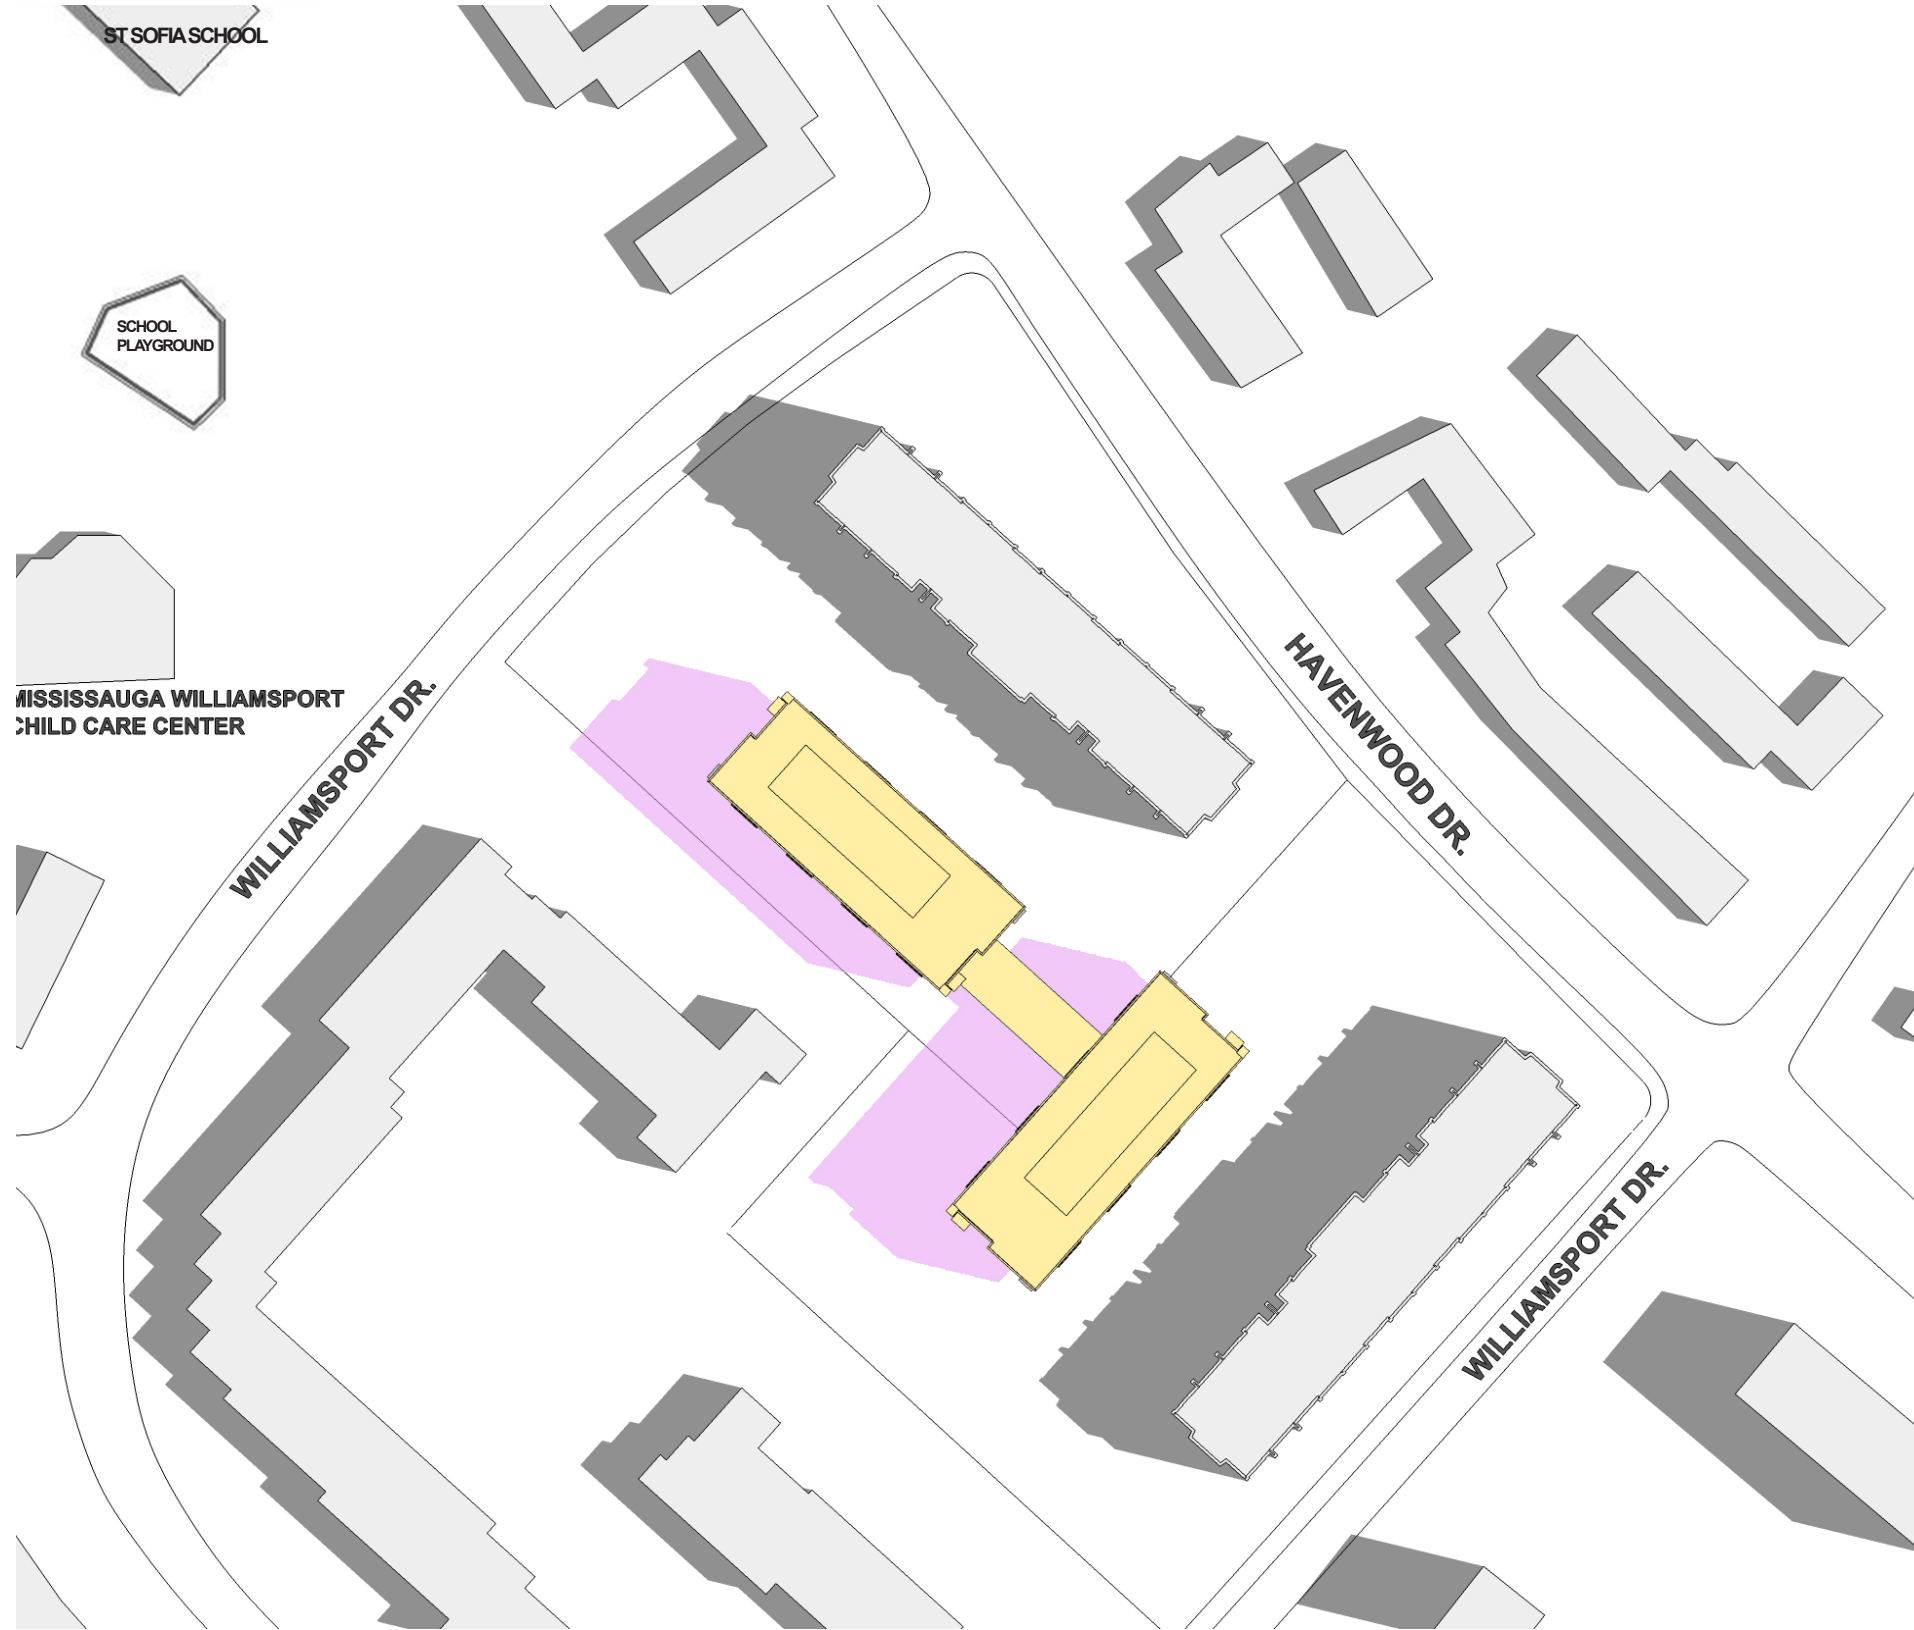 ST SOFIA SCHOOL
SCHOOL
PLAYGROUND
MISSISSAUGA WILLIAMSPORT
CHILD CARE CENTER
WILLIAMSPORT DR.
HAVENWOOD DR.
WILLIAMSPORT DR.